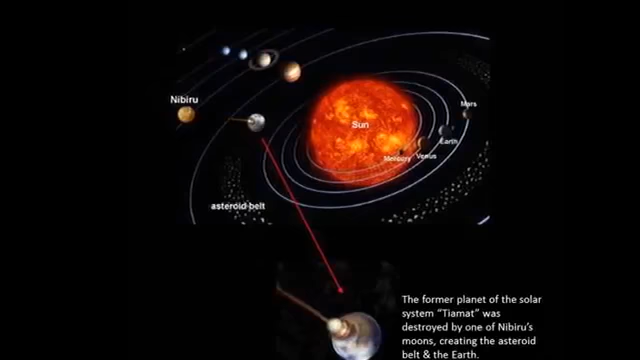 Nibiru
Mars
Sun
Earth
Mercury
Venus
asteroid belt
The former planet of the solar
system “Tiamat” was
destroyed by one of Nibiru’s
moons, creating the asteroid
belt & the Earth.